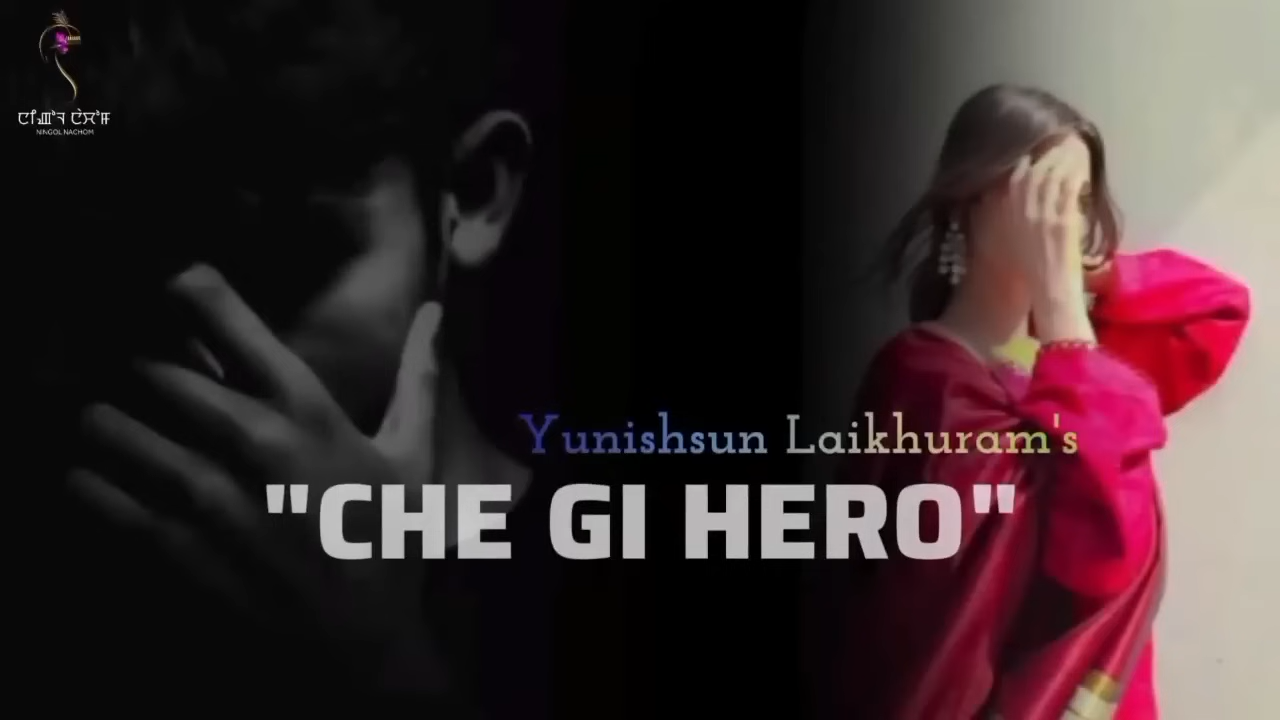 ꯅꯤꯉꯣꯜ ꯅꯥꯆꯣꯝ
NINGOL NACHOM
Yunishsun Laikhuram's
"CHE GI HERO"